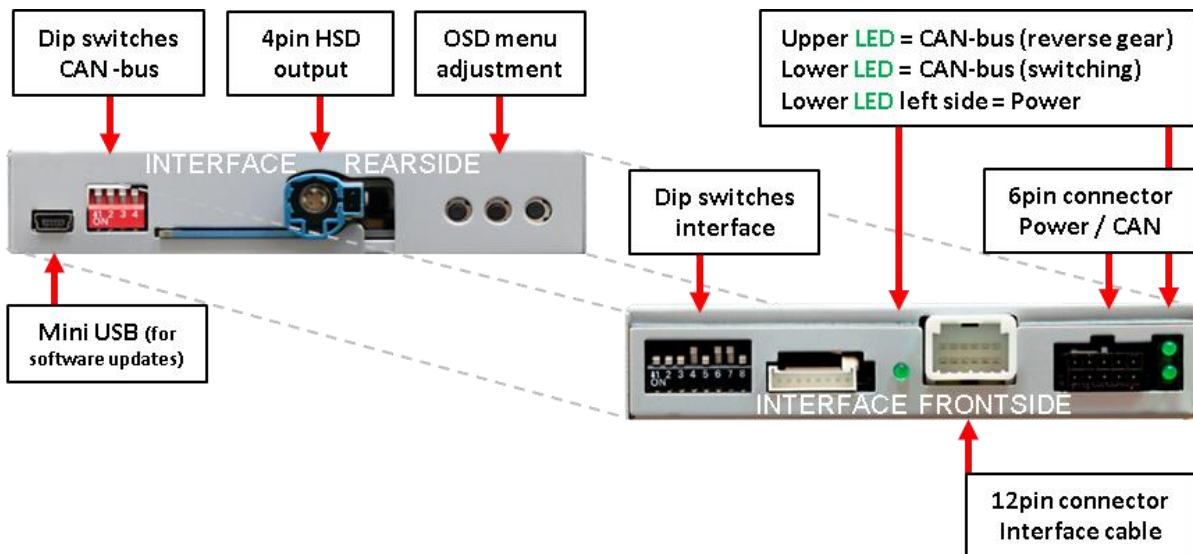 Dip switches
CAN -bus
4pin HSD
output
OSD menu
adjustment
Upper LED = CAN-bus (reverse gear)
Lower LED = CAN-bus (switching)
Lower LED left side = Power
INTERFACE REARSIDE
1 2 3 4
ON
Dip switches
interface
6pin connector
Power / CAN
Mini USB (for
software updates)
1 2 3 4 5 6 7 8
ON
INTERFACE FRONTSIDE
12pin connector
Interface cable